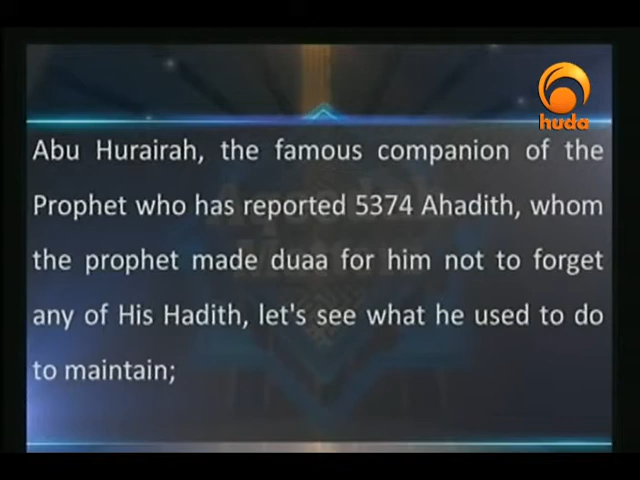 huda
Abu Hurairah, the famous companion of the
Prophet who has reported 5374 Ahadith, whom
the prophet made duaa for him not to forget
any of His Hadith, let's see what he used to do
to maintain;